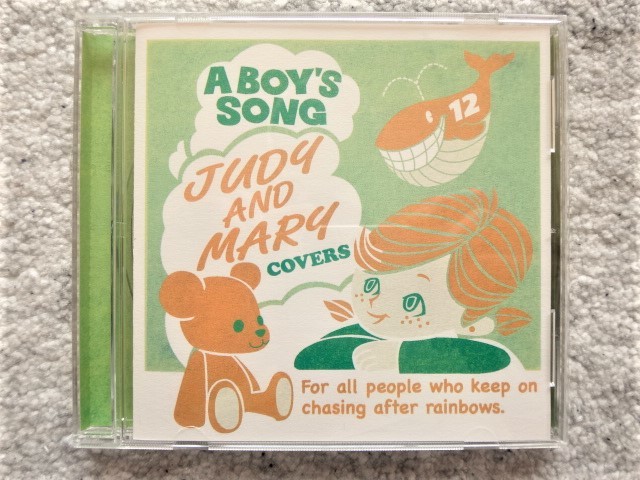 A BOY'S
SONG
JUDY
AND
MARY
COVERS
12
For all people who keep on
chasing after rainbows.